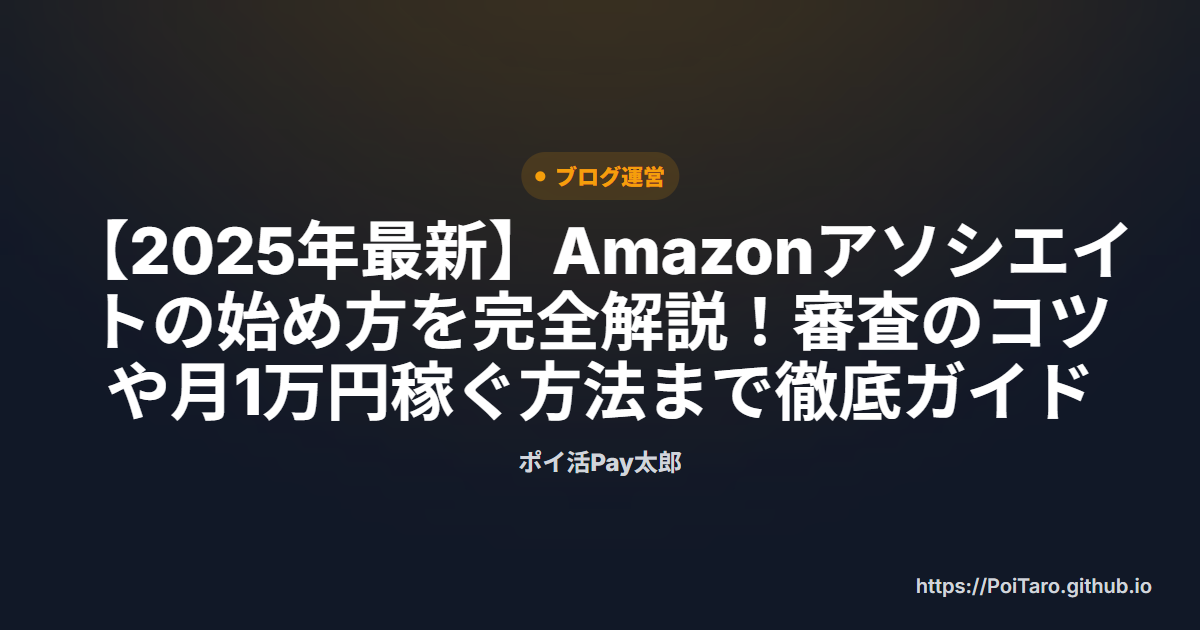 ブログ運営
【2025年最新】Amazonアソシエイ
トの始め方を完全解説！審査のコツ
や月1万円稼ぐ方法まで徹底ガイド
ポイ活Pay太郎
https://PoiTaro.github.io